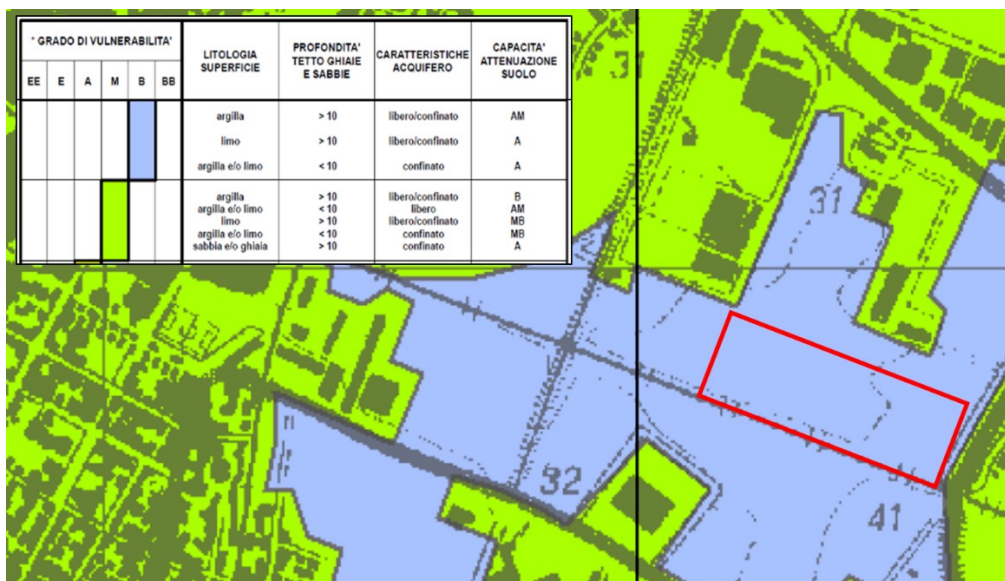 * GRADO DI VULNERABILITA'
LITOLOGIA SUPERFICIE
PROFONDITA' TETTO GHIAIE E SABBIE
CARATTERISTICHE ACQUIFERO
CAPACITA' ATTENUAZIONE SUOLO
EE E A M B BB
argilla > 10 libero/confinato AM
limo > 10 libero/confinato A
argilla e/o limo < 10 confinato A
argilla > 10 libero/confinato B
argilla e/o limo < 10 libero AM
limo > 10 libero/confinato MB
argilla e/o limo < 10 confinato MB
sabbia e/o ghiaia > 10 confinato A
31
31
32
41